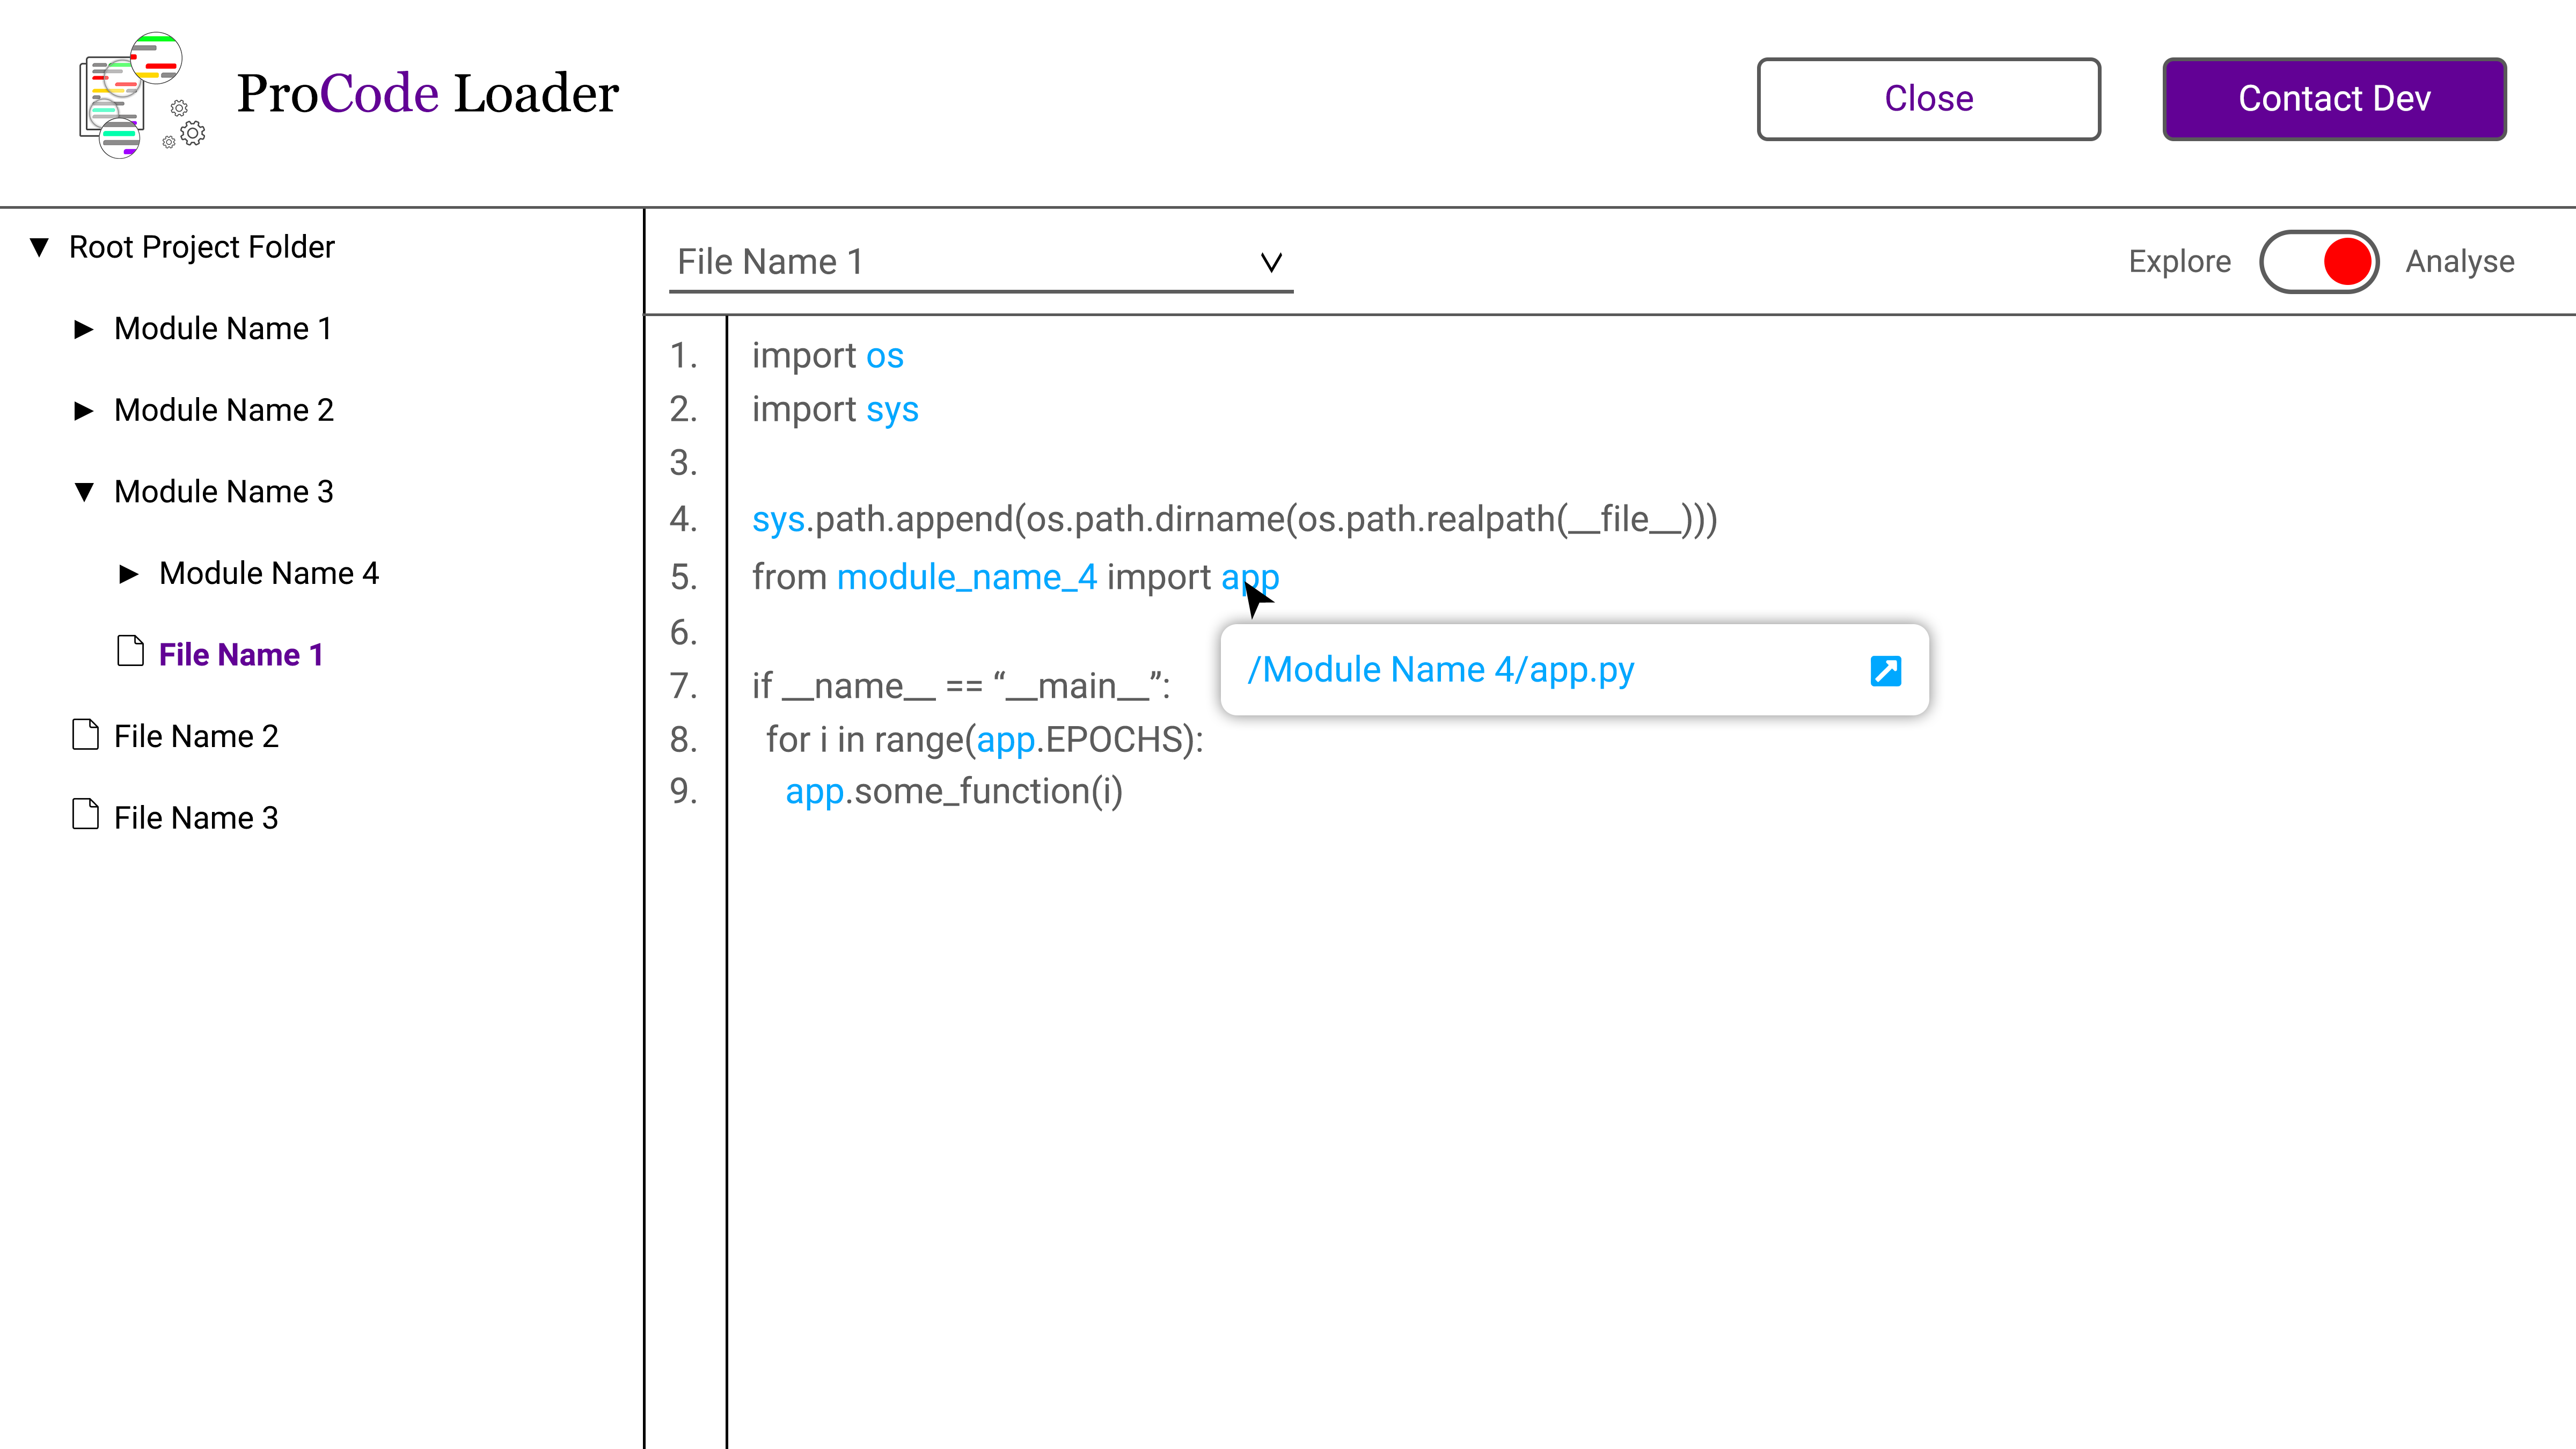 ProCode Loader
Close
Contact Dev
Root Project Folder
Module Name 1
Module Name 2
Module Name 3
Module Name 4
File Name 1
File Name 2
File Name 3
File Name 1
Explore
Analyse
1. import os
2. import sys
3.
4. sys.path.append(os.path.dirname(os.path.realpath(__file__)))
5. from module_name_4 import app
6.
/Module Name 4/app.py
7. if __name__ == “__main__”:
8. for i in range(app.EPOCHS):
9. app.some_function(i)